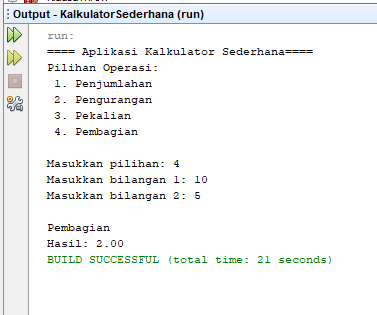 Output - KalkulatorSederhana (run)
run:
==== Aplikasi Kalkulator Sederhana====
Pilihan Operasi:
1. Penjumlahan
2. Pengurangan
3. Pekalian
4. Pembagian
Masukkan pilihan: 4
Masukkan bilangan 1: 10
Masukkan bilangan 2: 5
Pembagian
Hasil: 2.00
BUILD SUCCESSFUL (total time: 21 seconds)